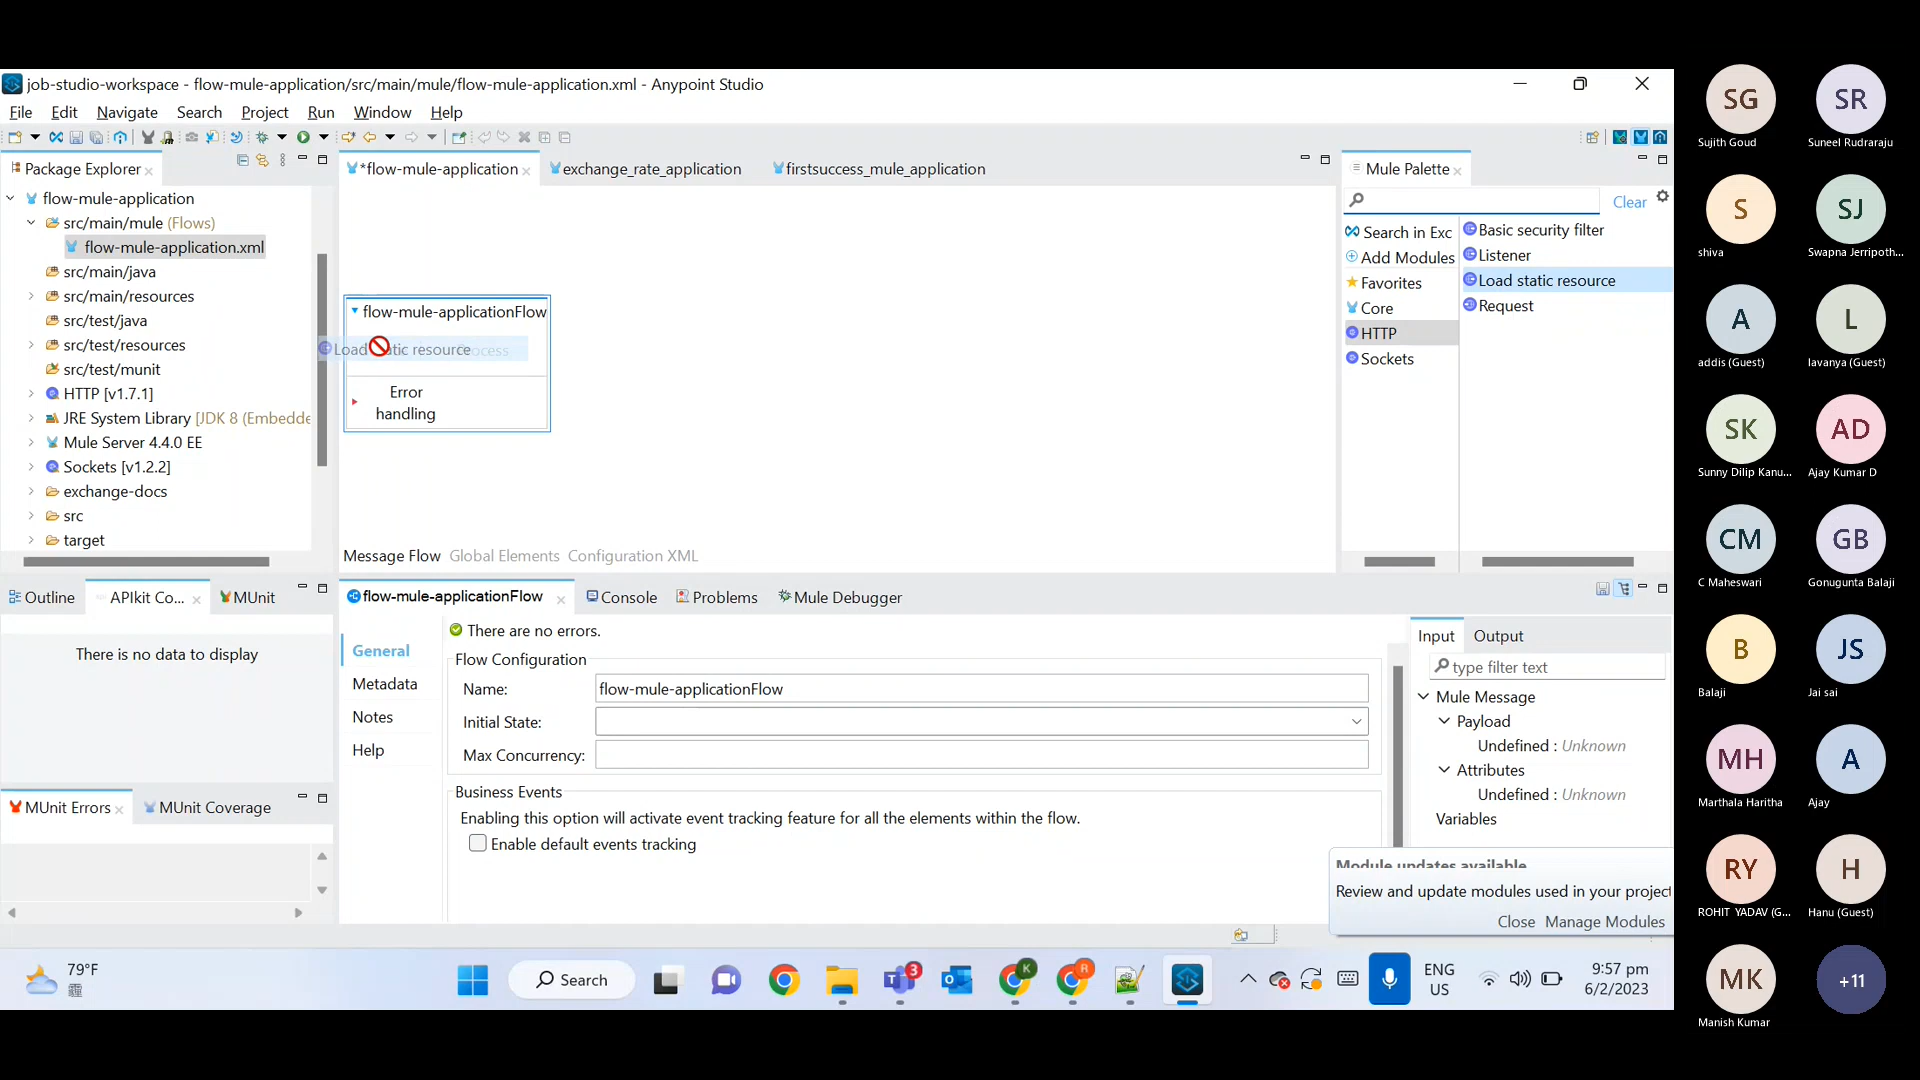 job-studio-workspace - flow-mule-application/src/main/mule/flow-mule-application.xml - Anypoint Studio
File Edit Navigate Search Project Run Window Help
Package Explorer
flow-mule-application
src/main/mule (Flows)
flow-mule-application.xml
src/main/java
src/main/resources
src/test/java
src/test/resources
src/test/munit
HTTP [v1.7.1]
JRE System Library [JDK 8 (Embedde
Mule Server 4.4.0 EE
Sockets [v1.2.2]
exchange-docs
src
target
*flow-mule-application
exchange_rate_application
firstsuccess_mule_application
flow-mule-applicationFlow
Load static resource
Process
Error
handling
Message Flow Global Elements Configuration XML
Mule Palette
Clear
Search in Exc
Add Modules
Favorites
Core
HTTP
Sockets
Basic security filter
Listener
Load static resource
Request
Outline
APIkit Co...
MUnit
There is no data to display
MUnit Errors
MUnit Coverage
flow-mule-applicationFlow
Console
Problems
Mule Debugger
General
Metadata
Notes
Help
There are no errors.
Flow Configuration
Name: flow-mule-applicationFlow
Initial State:
Max Concurrency:
Business Events
Enabling this option will activate event tracking feature for all the elements within the flow.
Enable default events tracking
Input Output
type filter text
Mule Message
Payload
Undefined : Unknown
Attributes
Undefined : Unknown
Variables
Module updates available
Review and update modules used in your project
Close Manage Modules
79°F
Search
3
K
R
ENG
US
9:57 pm
6/2/2023
SG
Sujith Goud
SR
Suneel Rudraraju
S
shiva
SJ
Swapna Jerripoth...
A
addis (Guest)
L
lavanya (Guest)
SK
Sunny Dilip Kanu...
AD
Ajay Kumar D
CM
C Maheswari
GB
Gonugunta Balaji
B
Balaji
JS
Jai sai
MH
Marthala Haritha
A
Ajay
RY
ROHIT YADAV (G...
H
Hanu (Guest)
MK
Manish Kumar
+11